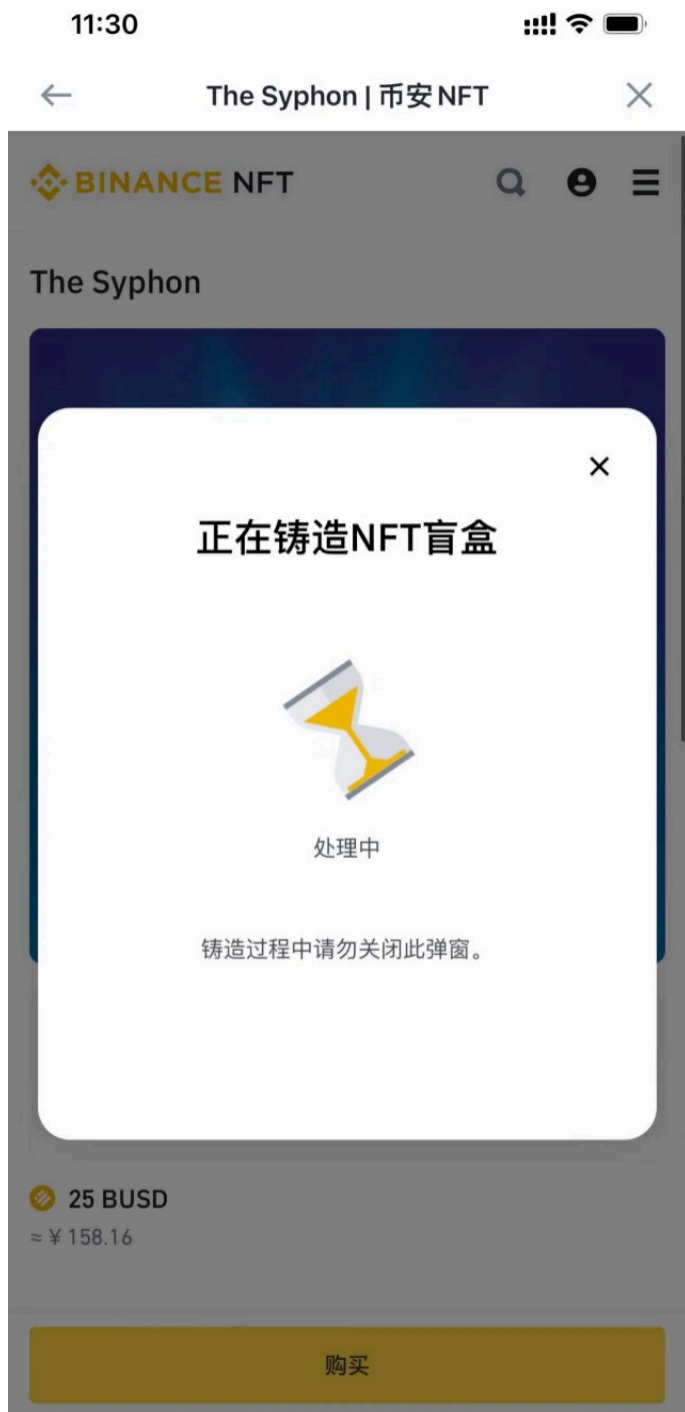 11:30
The Syphon | 币安 NFT
BINANCE NFT
The Syphon
正在铸造NFT盲盒
处理中
铸造过程中请勿关闭此弹窗。
25 BUSD
≈ ¥ 158.16
购买